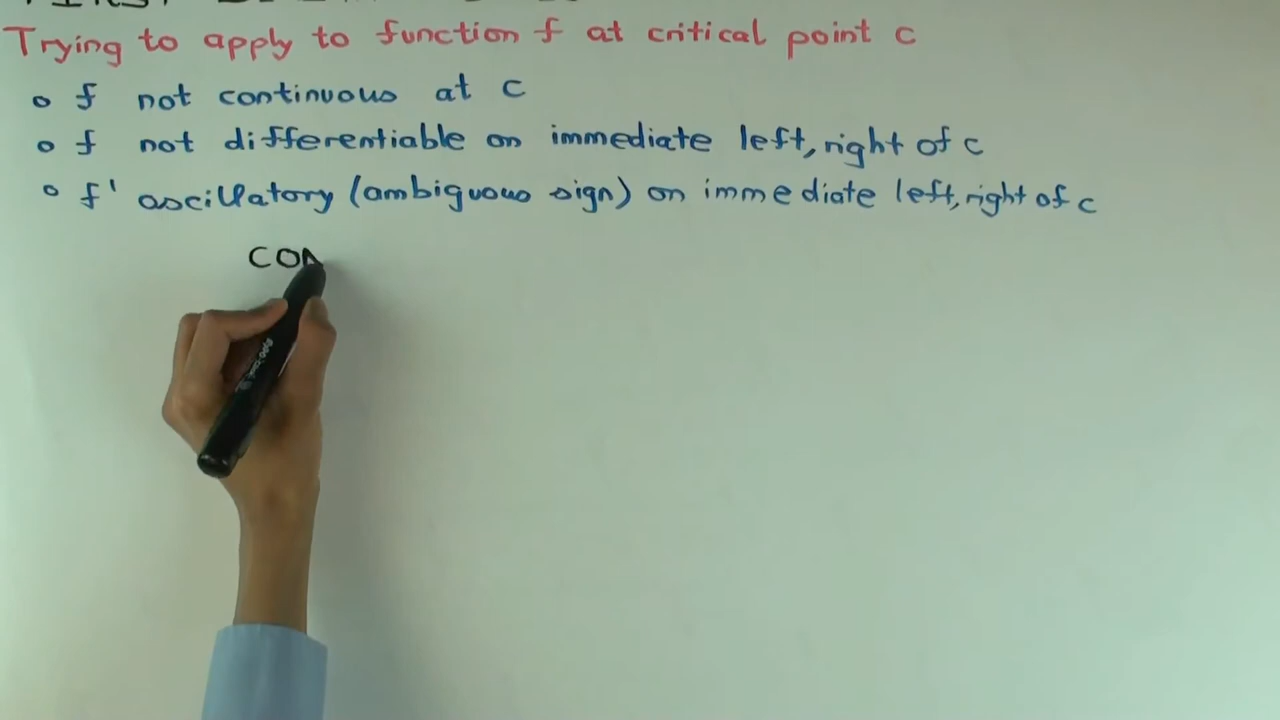 Trying to apply to function f at critical point c
o f not continuous at c
o f not differentiable on immediate left, right of c
o f' oscillatory (ambiguous sign) on immediate left, right of c
CON